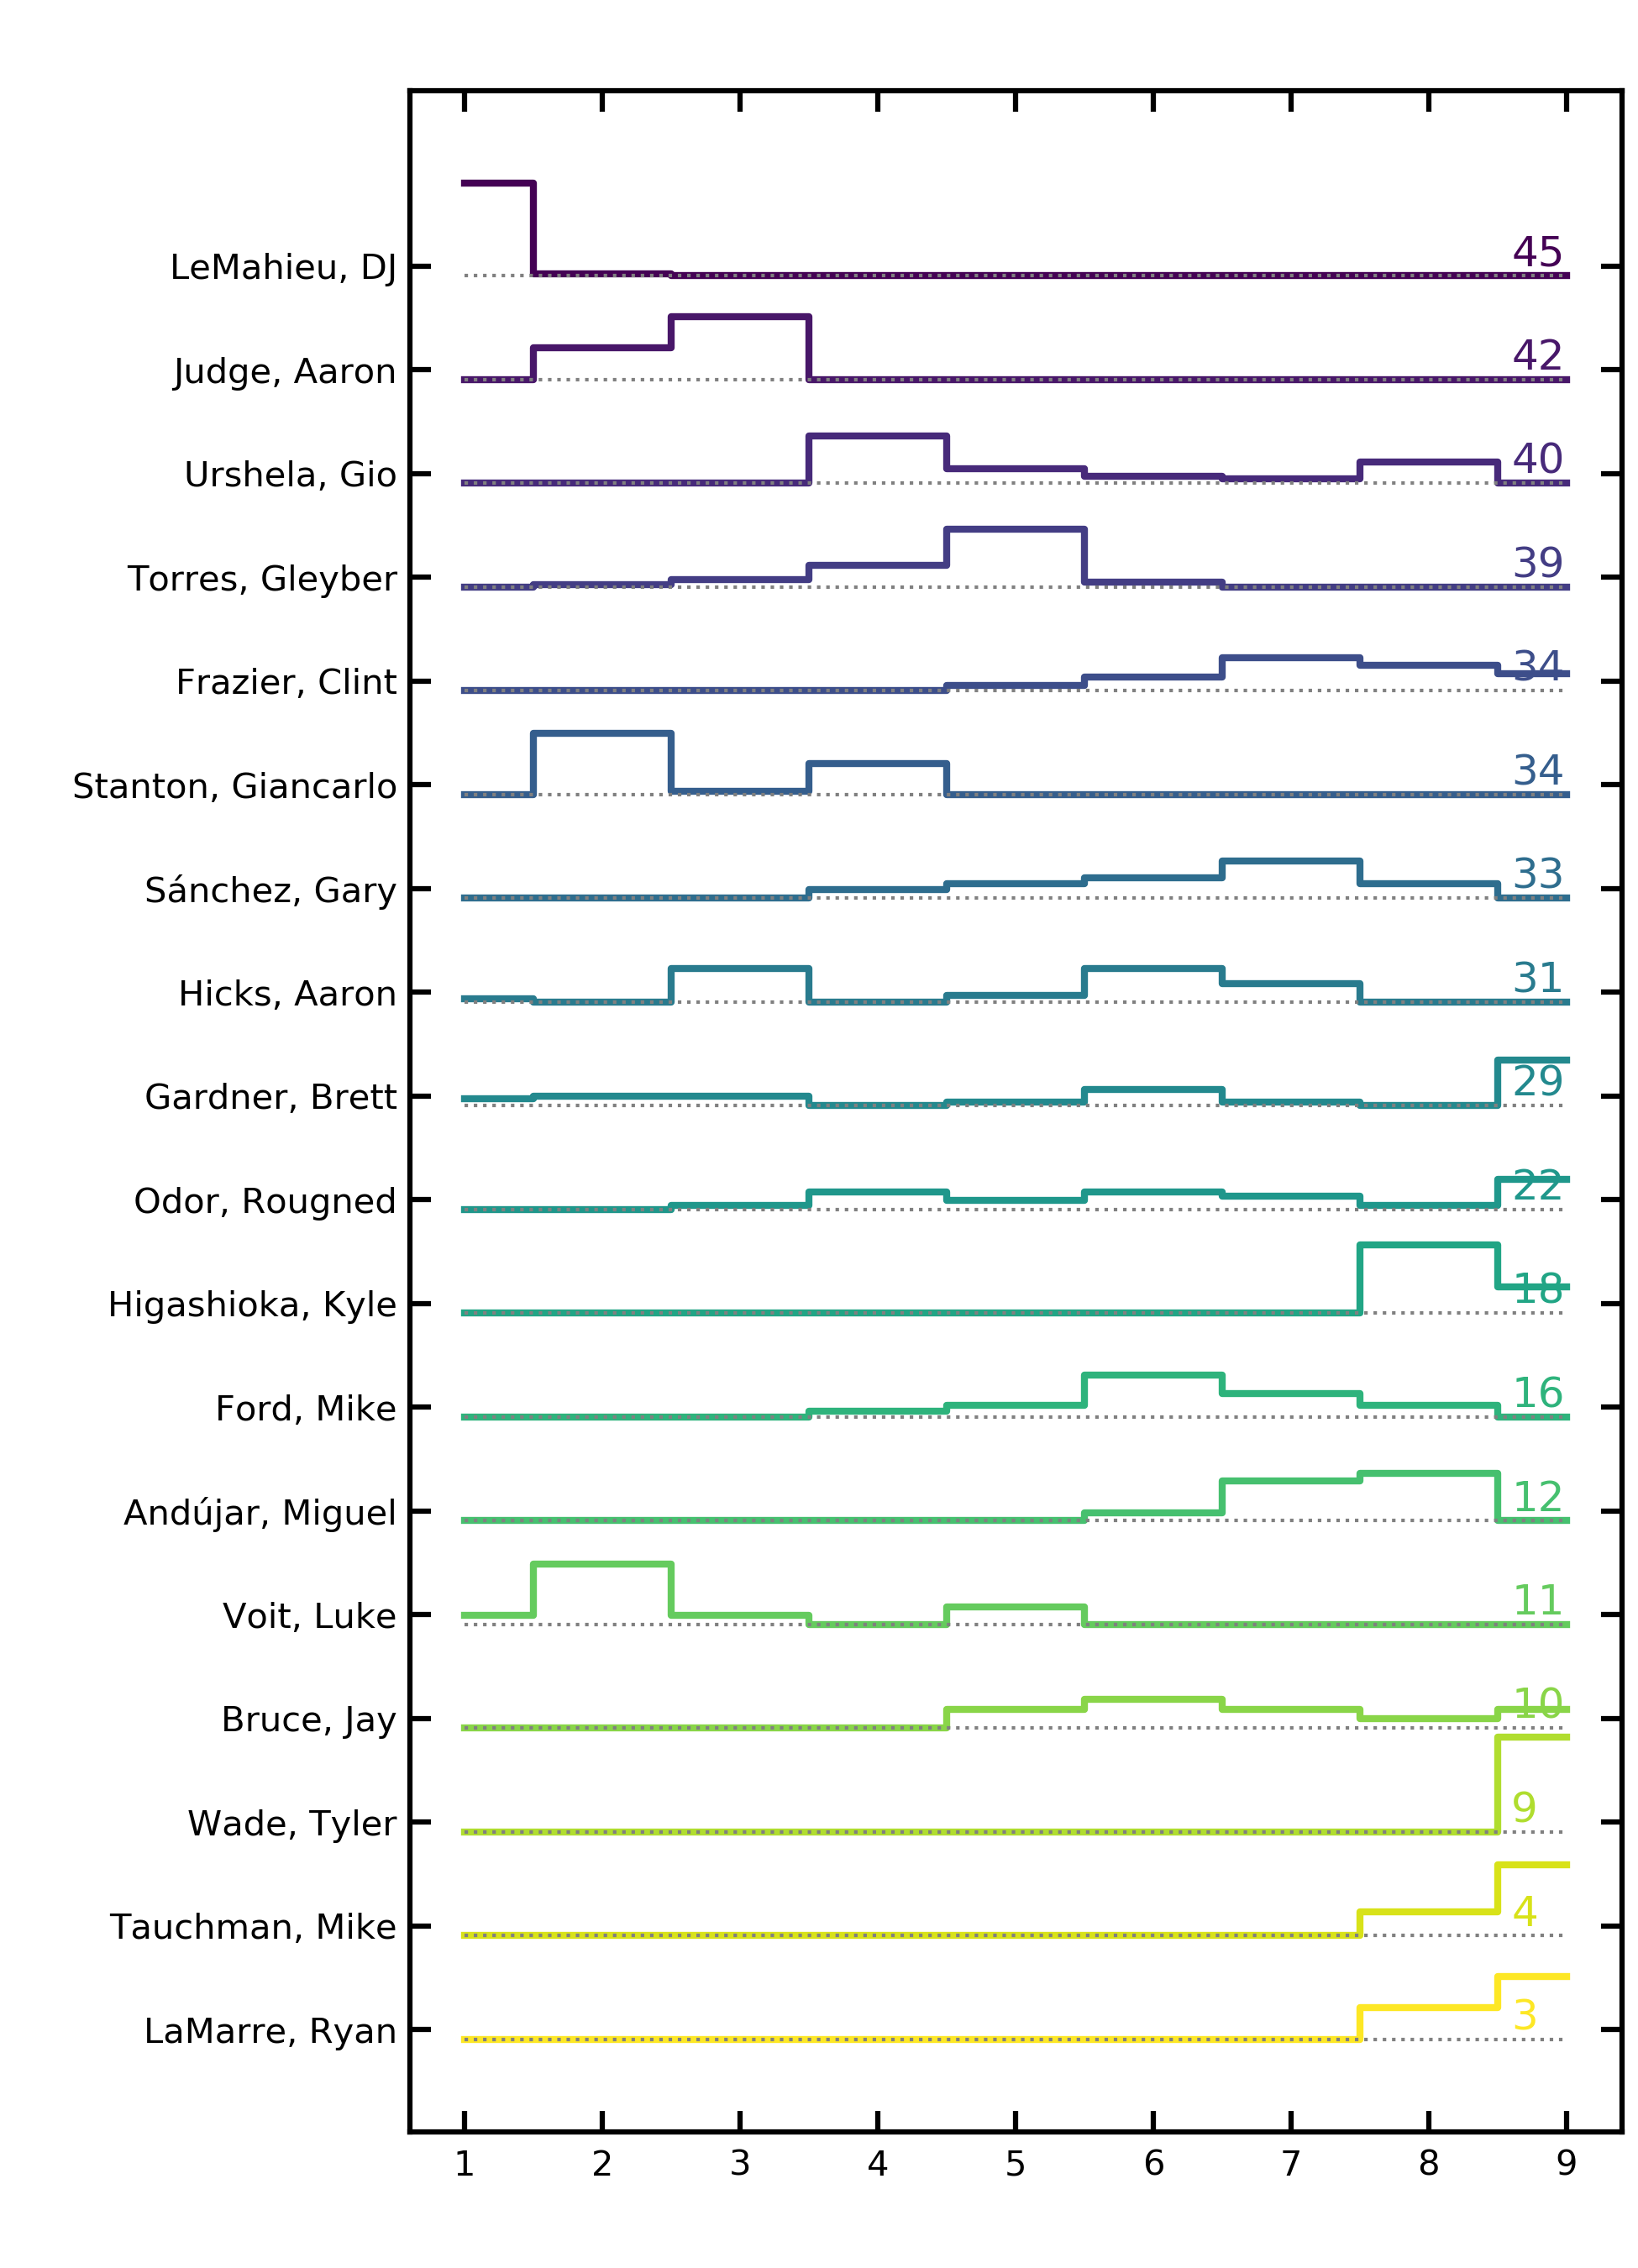 LeMahieu, DJ 45
Judge, Aaron 42
Urshela, Gio 40
Torres, Gleyber 39
Frazier, Clint 34
Stanton, Giancarlo 34
Sánchez, Gary 33
Hicks, Aaron 31
Gardner, Brett 29
Odor, Rougned 22
Higashioka, Kyle 18
Ford, Mike 16
Andújar, Miguel 12
Voit, Luke 11
Bruce, Jay 10
Wade, Tyler 9
Tauchman, Mike 4
LaMarre, Ryan 3
1 2 3 4 5 6 7 8 9